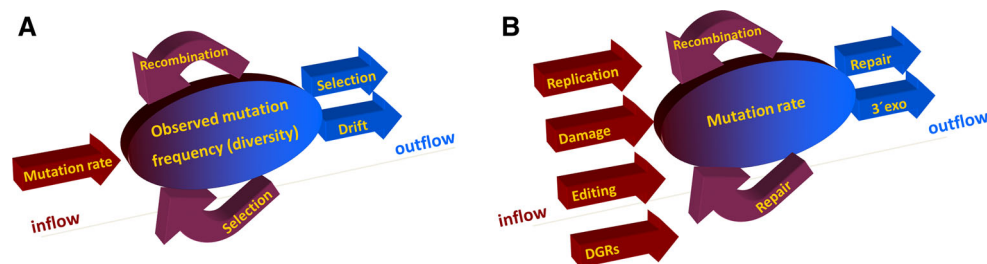 A
Recombination
Selection
Observed mutation
frequency (diversity)
Drift
Mutation rate
outflow
inflow
Selection
B
Recombination
Replication
Repair
Mutation rate
3´exo
Damage
outflow
Editing
Repair
inflow
DGRs